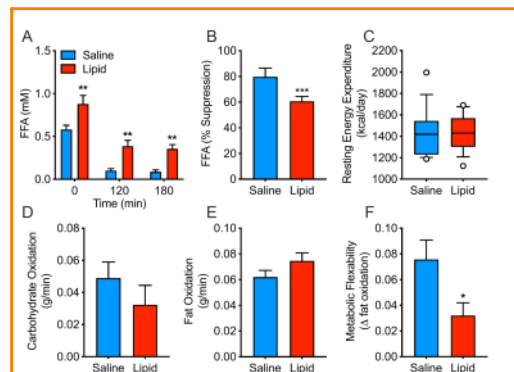 A
Saline
Lipid
FFA (mM)
1.5
1.0
0.5
0.0
**
**
**
0
120
180
Time (min)
B
FFA (% Suppression)
100
80
60
40
20
0
***
Saline
Lipid
C
Resting Energy Expenditure
(kcal/day)
2200
2000
1800
1600
1400
1200
1000
Saline
Lipid
D
Carbohydrate Oxidation
(g/min)
0.10
0.08
0.06
0.04
0.02
0.00
Saline
Lipid
E
Fat Oxidation
(g/min)
0.10
0.08
0.06
0.04
0.02
0.00
Saline
Lipid
F
Metabolic Flexability
(Δ fat oxidation)
0.10
0.08
0.06
0.04
0.02
0.00
*
Saline
Lipid